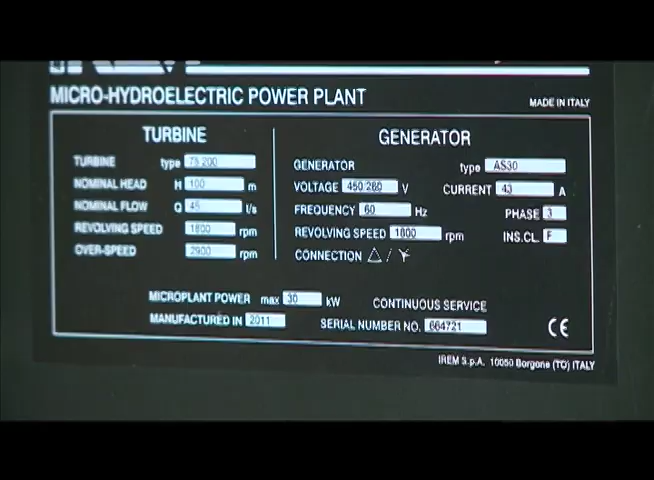 MICRO-HYDROELECTRIC POWER PLANT
MADE IN ITALY
TURBINE
TURBINE type
NOMINAL HEAD H 100 m
NOMINAL FLOW Q 45 l/s
REVOLVING SPEED 1800 rpm
OVER-SPEED 2900 rpm
GENERATOR
GENERATOR type AS30
VOLTAGE 450/260 V CURRENT 43 A
FREQUENCY 60 Hz PHASE 3
REVOLVING SPEED 1800 rpm INS.CL. F
CONNECTION △ / Y
MICROPLANT POWER max 30 kW CONTINUOUS SERVICE
MANUFACTURED IN 2011 SERIAL NUMBER NO. 664721
CE
IREM S.p.A. 10050 Borgone (TO) ITALY